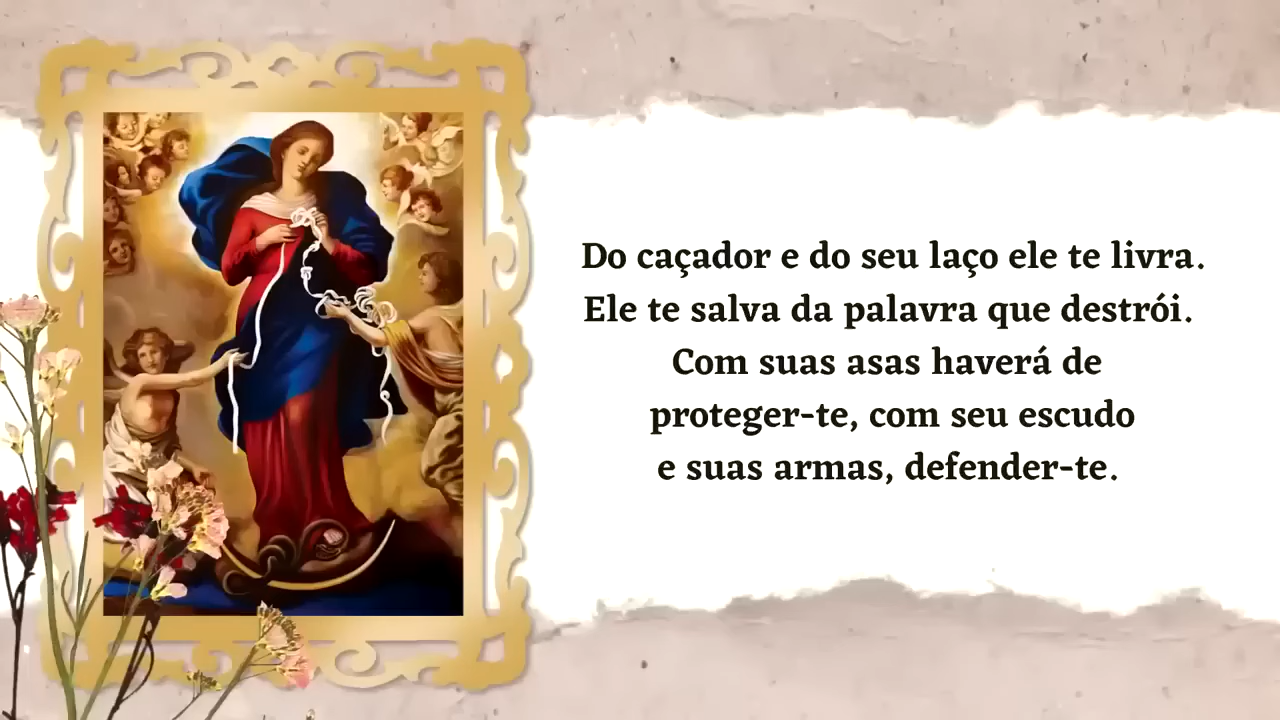 Do caçador e do seu laço ele te livra.
Ele te salva da palavra que destrói.
Com suas asas haverá de
proteger-te, com seu escudo
e suas armas, defender-te.